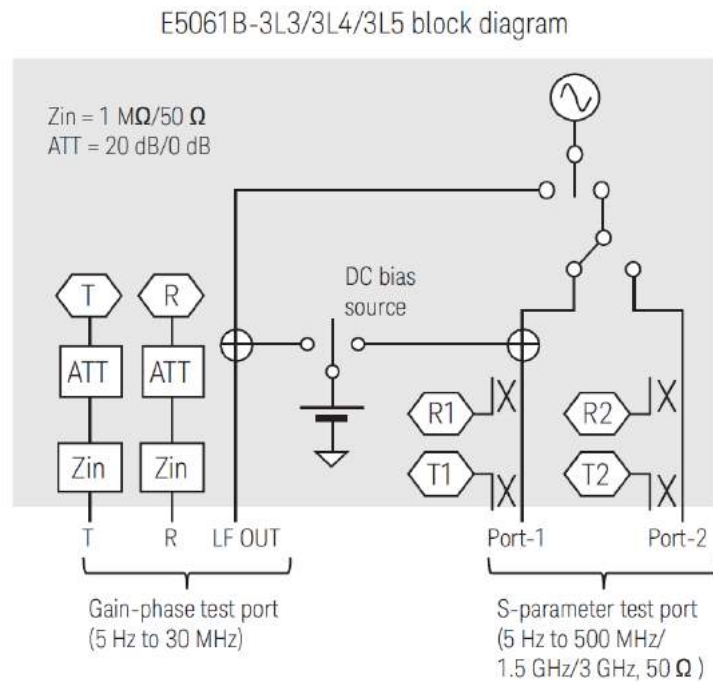 E5061B-3L3/3L4/3L5 block diagram
Zin = 1 MΩ/50 Ω
ATT = 20 dB/0 dB
DC bias
source
T
R
ATT
ATT
Zin
Zin
R1
R2
T1
T2
T
R
LF OUT
Port-1
Port-2
Gain-phase test port
(5 Hz to 30 MHz)
S-parameter test port
(5 Hz to 500 MHz/
1.5 GHz/3 GHz, 50 Ω )